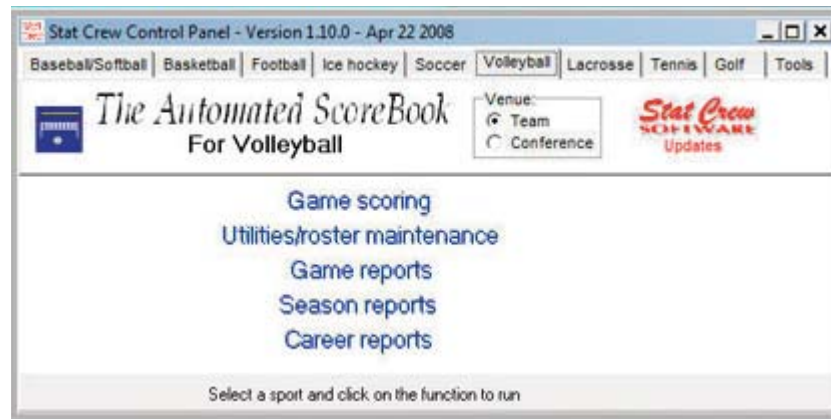 Stat Crew Control Panel - Version 1.10.0 - Apr 22 2008
Baseball/Softball Basketball Football Ice hockey Soccer Volleyball Lacrosse Tennis Golf Tools
The Automated ScoreBook
For Volleyball
Venue:
Team
Conference
Stat Crew
SOFTWARE
Updates
Game scoring
Utilities/roster maintenance
Game reports
Season reports
Career reports
Select a sport and click on the function to run